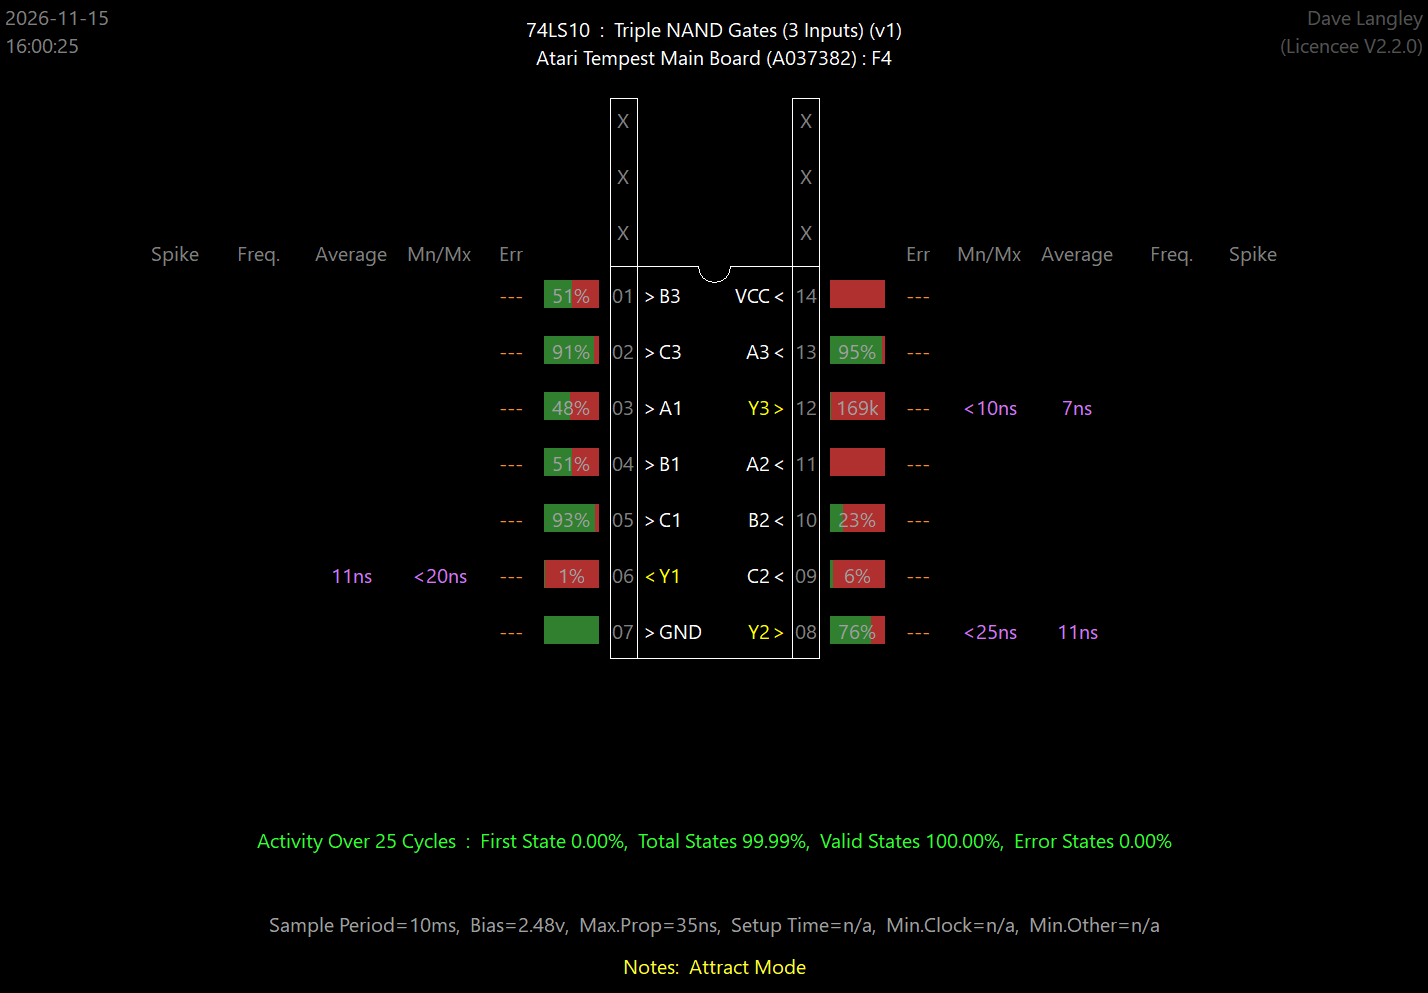 2026-11-15
16:00:25
74LS10 : Triple NAND Gates (3 Inputs) (v1)
Atari Tempest Main Board (A037382) : F4
Dave Langley
(Licencee V2.2.0)
X X
X X
X X
Spike Freq. Average Mn/Mx Err Err Mn/Mx Average Freq. Spike
--- 51% 01 > B3 VCC < 14 ---
--- 91% 02 > C3 A3 < 13 95% ---
--- 48% 03 > A1 Y3 > 12 169k --- <10ns 7ns
--- 51% 04 > B1 A2 < 11 ---
--- 93% 05 > C1 B2 < 10 23% ---
11ns <20ns --- 1% 06 < Y1 C2 < 09 6% ---
--- 07 > GND Y2 > 08 76% --- <25ns 11ns
Activity Over 25 Cycles : First State 0.00%, Total States 99.99%, Valid States 100.00%, Error States 0.00%
Sample Period=10ms, Bias=2.48v, Max.Prop=35ns, Setup Time=n/a, Min.Clock=n/a, Min.Other=n/a
Notes: Attract Mode